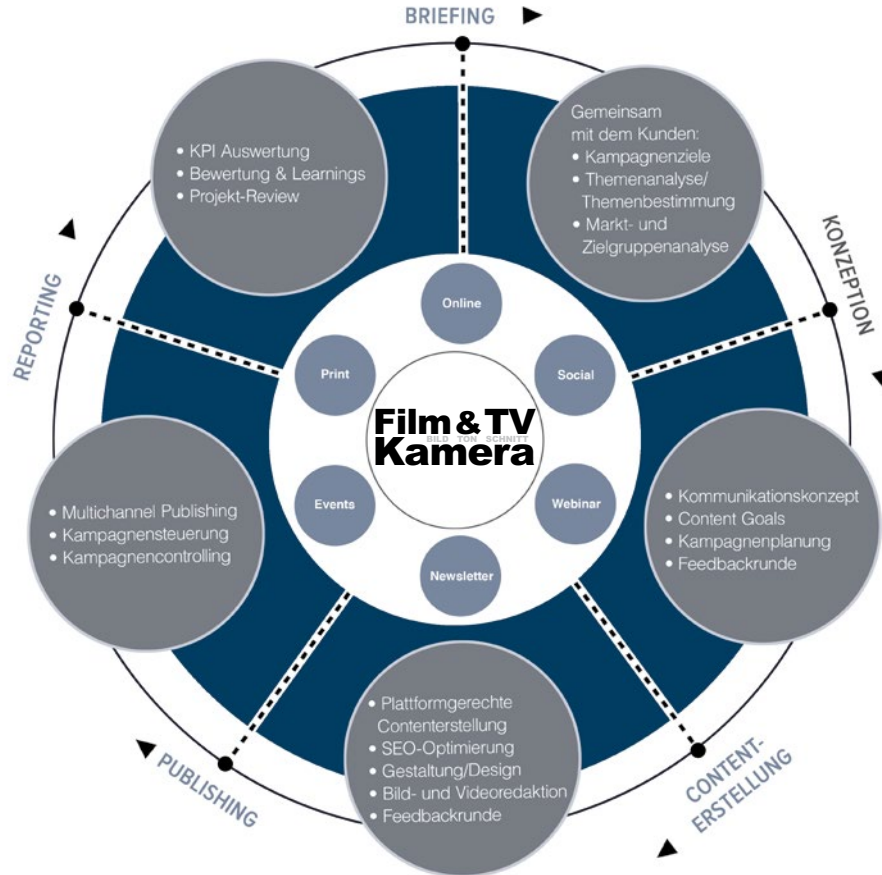 BRIEFING
Gemeinsam
mit dem Kunden:
• Kampagnenziele
• Themenanalyse/
Themenbestimmung
• Markt- und
Zielgruppenanalyse
KONZEPTION
• Kommunikationskonzept
• Content Goals
• Kampagnenplanung
• Feedbackrunde
CONTENT-
ERSTELLUNG
• Plattformgerechte
Contenterstellung
• SEO-Optimierung
• Gestaltung/Design
• Bild- und Videoredaktion
• Feedbackrunde
PUBLISHING
• Multichannel Publishing
• Kampagnensteuerung
• Kampagnencontrolling
REPORTING
• KPI Auswertung
• Bewertung & Learnings
• Projekt-Review
Online
Social
Webinar
Newsletter
Events
Print
Film & TV
BILD TON SCHNITT
Kamera